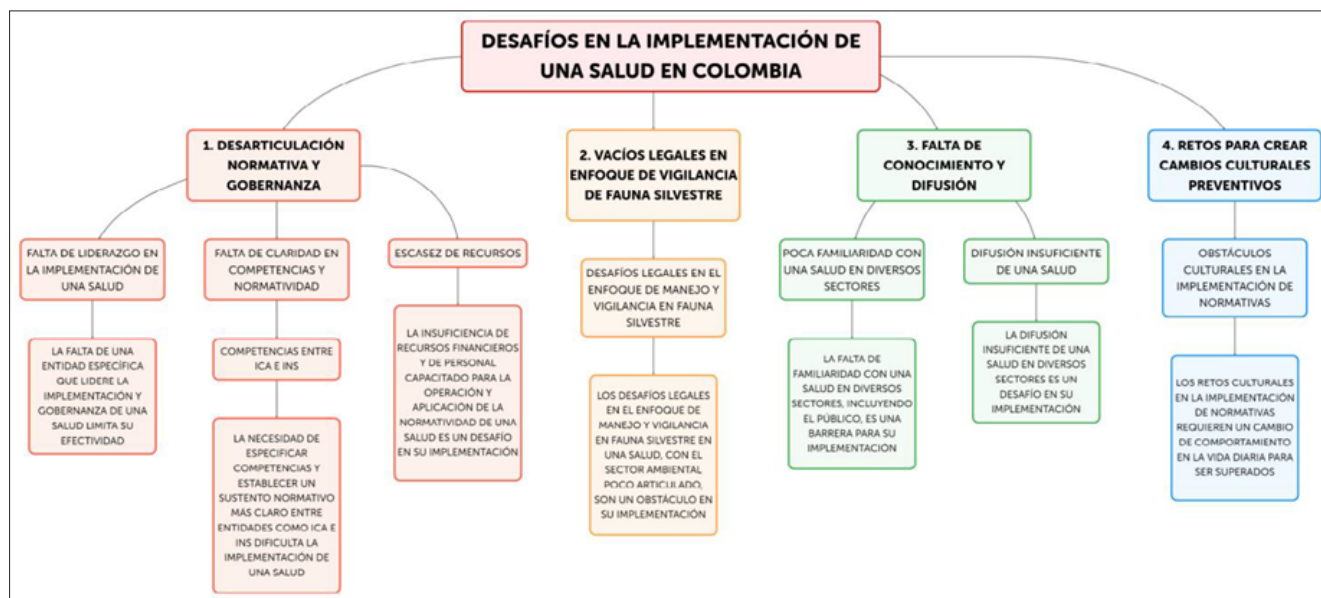 DESAFÍOS EN LA IMPLEMENTACIÓN DE
UNA SALUD EN COLOMBIA
1. DESARTICULACIÓN
NORMATIVA Y
GOBERNANZA
FALTA DE LIDERAZGO EN
LA IMPLEMENTACIÓN DE
UNA SALUD
LA FALTA DE UNA
ENTIDAD ESPECÍFICA
QUE LIDERE LA
IMPLEMENTACIÓN Y
GOBERNANZA DE UNA
SALUD LIMITA SU
EFECTIVIDAD
FALTA DE CLARIDAD EN
COMPETENCIAS Y
NORMATIVIDAD
COMPETENCIAS ENTRE
ICA E INS
LA NECESIDAD DE
ESPECIFICAR
COMPETENCIAS Y
ESTABLECER UN
SUSTENTO NORMATIVO
MÁS CLARO ENTRE
ENTIDADES COMO ICA E
INS DIFICULTA LA
IMPLEMENTACIÓN DE
UNA SALUD
ESCASEZ DE RECURSOS
LA INSUFICIENCIA DE
RECURSOS FINANCIEROS
Y DE PERSONAL
CAPACITADO PARA LA
OPERACIÓN Y
APLICACIÓN DE LA
NORMATIVIDAD DE UNA
SALUD ES UN DESAFÍO
EN SU IMPLEMENTACIÓN
2. VACÍOS LEGALES EN
ENFOQUE DE VIGILANCIA
DE FAUNA SILVESTRE
DESAFÍOS LEGALES EN EL
ENFOQUE DE MANEJO Y
VIGILANCIA EN FAUNA
SILVESTRE
LOS DESAFÍOS LEGALES
EN EL ENFOQUE DE
MANEJO Y VIGILANCIA
EN FAUNA SILVESTRE EN
UNA SALUD, CON EL
SECTOR AMBIENTAL
POCO ARTICULADO,
SON UN OBSTÁCULO EN
SU IMPLEMENTACIÓN
3. FALTA DE
CONOCIMIENTO Y
DIFUSIÓN
POCA FAMILIARIDAD CON
UNA SALUD EN DIVERSOS
SECTORES
LA FALTA DE
FAMILIARIDAD CON UNA
SALUD EN DIVERSOS
SECTORES, INCLUYENDO
EL PÚBLICO, ES UNA
BARRERA PARA SU
IMPLEMENTACIÓN
DIFUSIÓN INSUFICIENTE
DE UNA SALUD
LA DIFUSIÓN
INSUFICIENTE DE UNA
SALUD EN DIVERSOS
SECTORES ES UN
DESAFÍO EN SU
IMPLEMENTACIÓN
4. RETOS PARA CREAR
CAMBIOS CULTURALES
PREVENTIVOS
OBSTÁCULOS
CULTURALES EN LA
IMPLEMENTACIÓN DE
NORMATIVAS
LOS RETOS CULTURALES
EN LA IMPLEMENTACIÓN
DE NORMATIVAS
REQUIEREN UN CAMBIO
DE COMPORTAMIENTO
EN LA VIDA DIARIA PARA
SER SUPERADOS